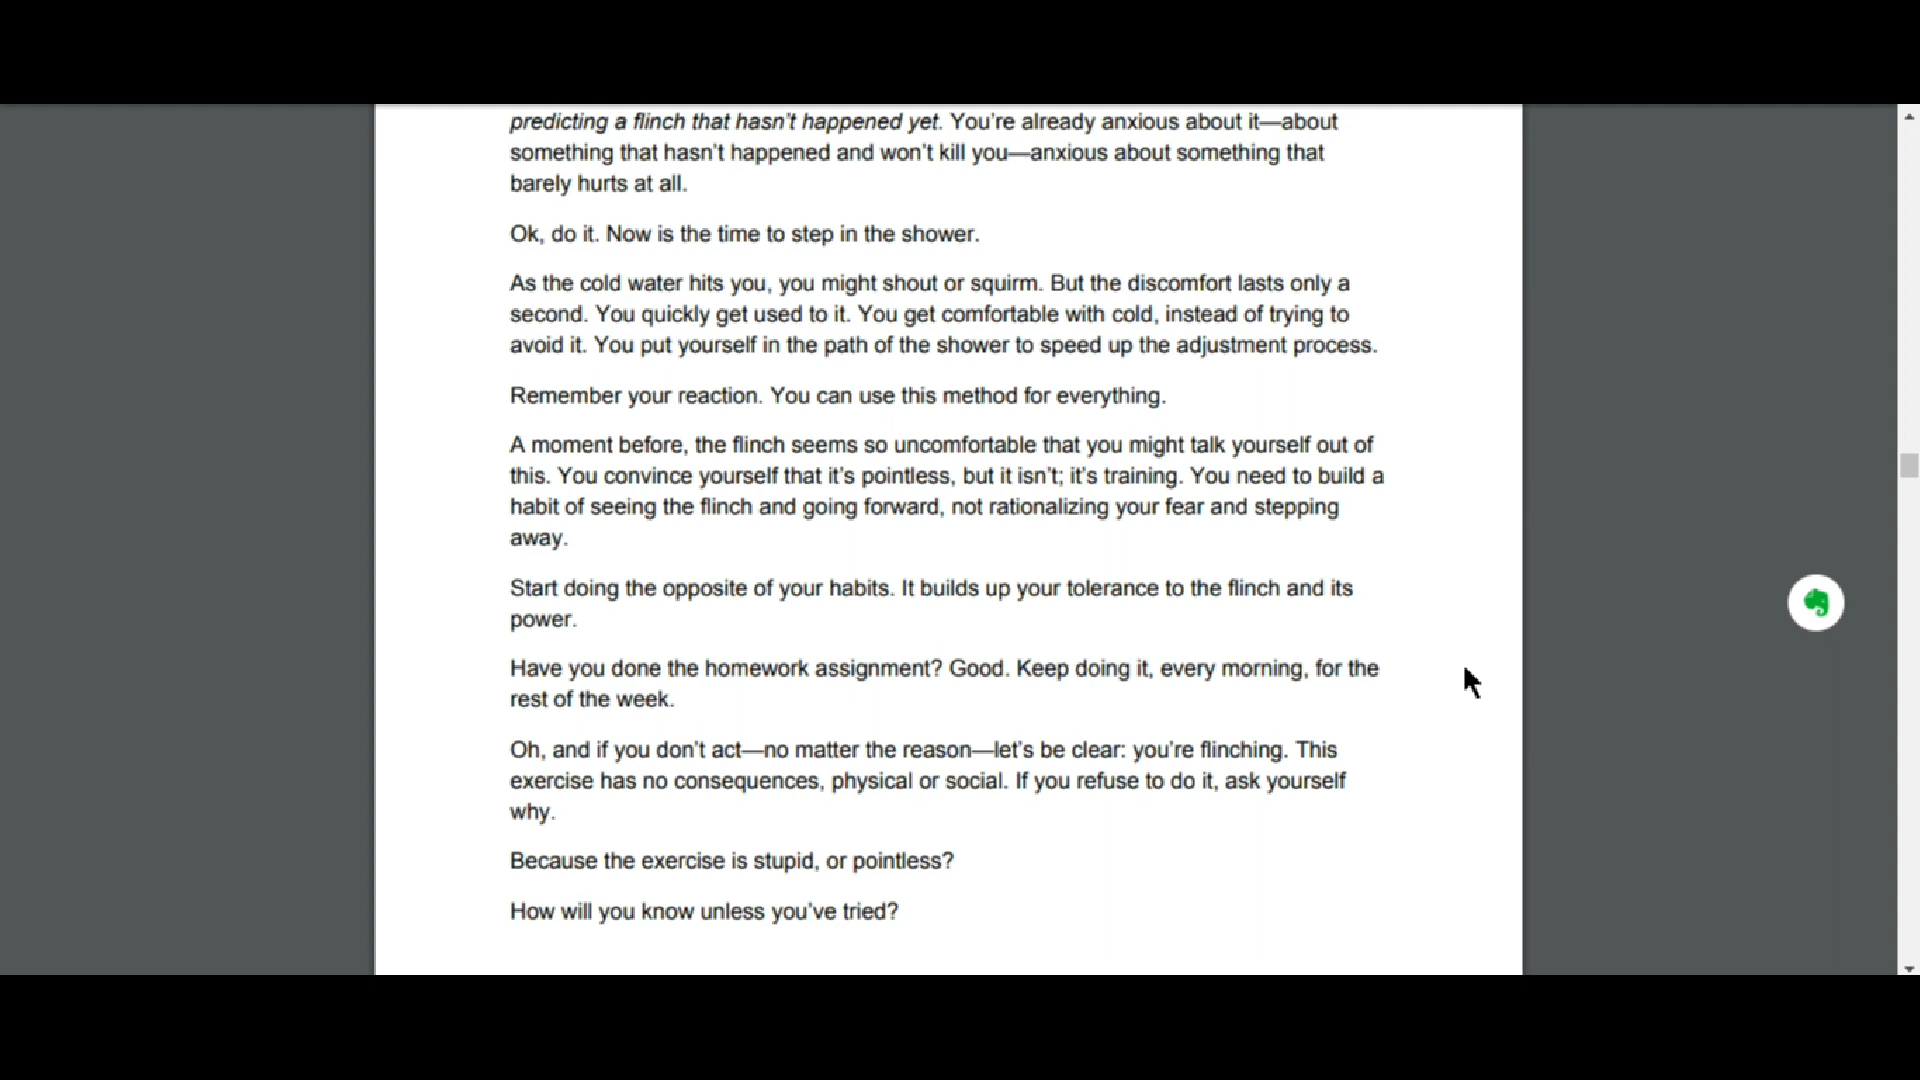 predicting a flinch that hasn't happened yet. You're already anxious about it—about
something that hasn't happened and won't kill you—anxious about something that
barely hurts at all.
Ok, do it. Now is the time to step in the shower.
As the cold water hits you, you might shout or squirm. But the discomfort lasts only a
second. You quickly get used to it. You get comfortable with cold, instead of trying to
avoid it. You put yourself in the path of the shower to speed up the adjustment process.
Remember your reaction. You can use this method for everything.
A moment before, the flinch seems so uncomfortable that you might talk yourself out of
this. You convince yourself that it's pointless, but it isn't; it's training. You need to build a
habit of seeing the flinch and going forward, not rationalizing your fear and stepping
away.
Start doing the opposite of your habits. It builds up your tolerance to the flinch and its
power.
Have you done the homework assignment? Good. Keep doing it, every morning, for the
rest of the week.
Oh, and if you don't act—no matter the reason—let's be clear: you're flinching. This
exercise has no consequences, physical or social. If you refuse to do it, ask yourself
why.
Because the exercise is stupid, or pointless?
How will you know unless you've tried?